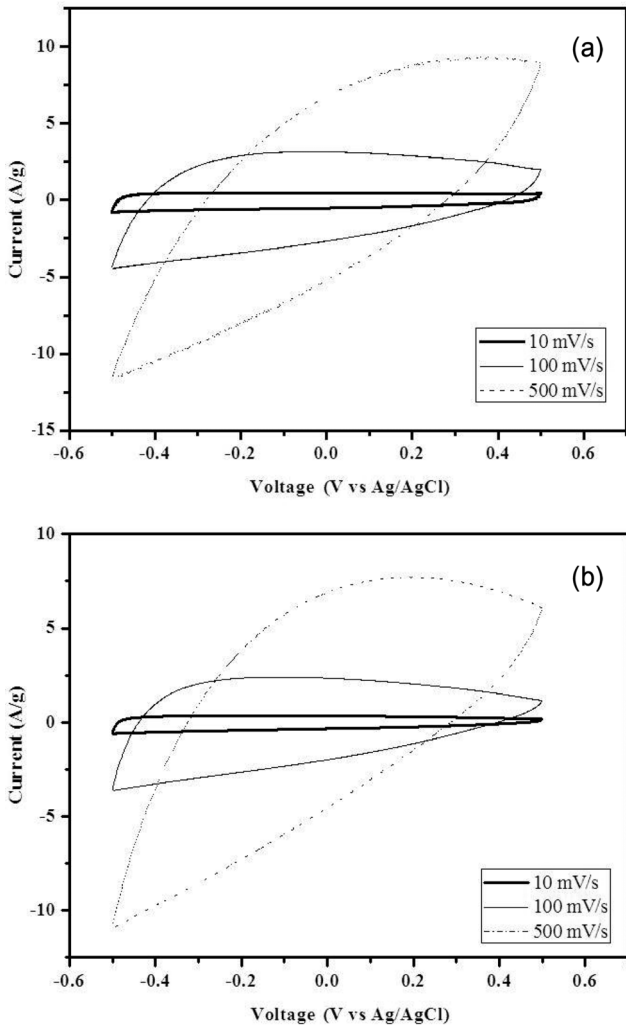 (a)
10
5
0
-5
-10
-15
Current (A/g)
10 mV/s
100 mV/s
500 mV/s
-0.6 -0.4 -0.2 0.0 0.2 0.4 0.6
Voltage (V vs Ag/AgCl)
(b)
10
5
0
-5
-10
Current (A/g)
10 mV/s
100 mV/s
500 mV/s
-0.6 -0.4 -0.2 0.0 0.2 0.4 0.6
Voltage (V vs Ag/AgCl)